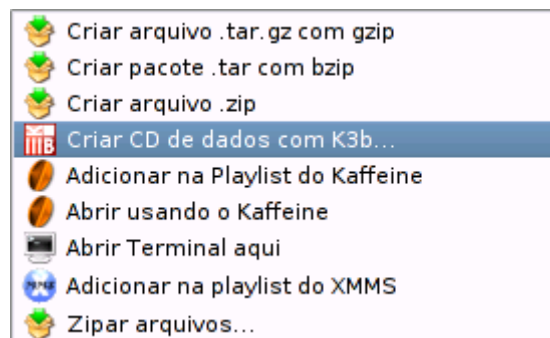 Criar arquivo .tar.gz com gzip
Criar pacote .tar com bzip
Criar arquivo .zip
Criar CD de dados com K3b...
Adicionar na Playlist do Kaffeine
Abrir usando o Kaffeine
Abrir Terminal aqui
Adicionar na playlist do XMMS
Zipar arquivos...